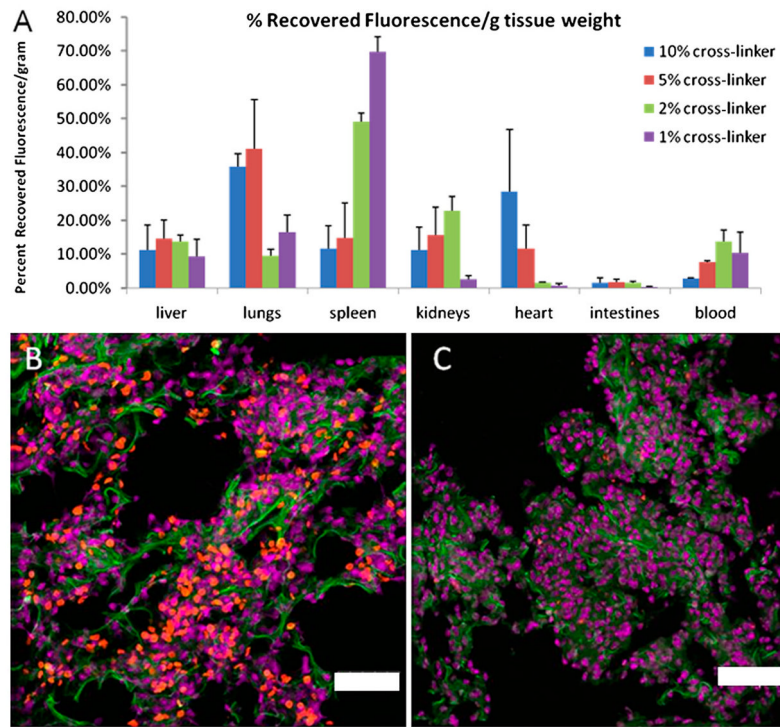 A
% Recovered Fluorescence/g tissue weight
Percent Recovered Fluorescence/gram
80.00%
70.00%
60.00%
50.00%
40.00%
30.00%
20.00%
10.00%
0.00%
10% cross-linker
5% cross-linker
2% cross-linker
1% cross-linker
liver lungs spleen kidneys heart intestines blood
B
C